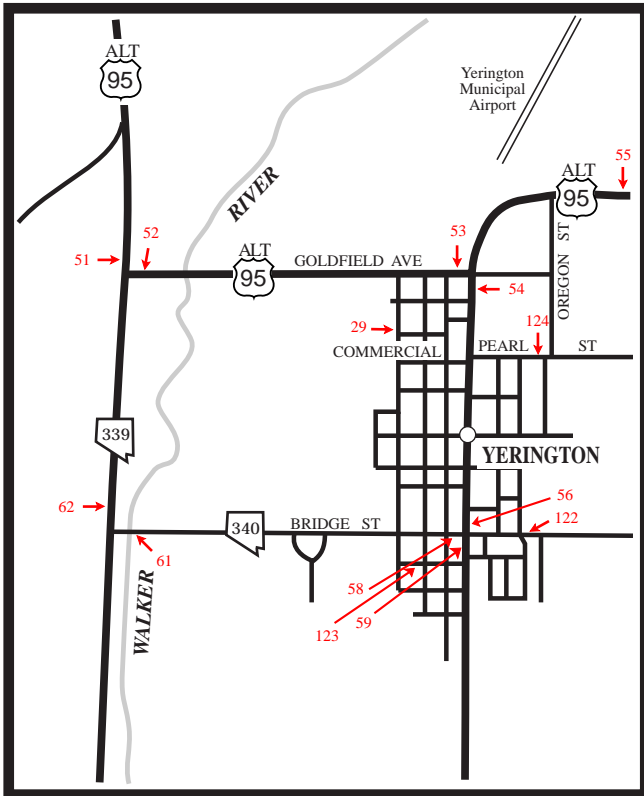 ALT
95
Yerington
Municipal
Airport
55
ALT
95
RIVER
OREGON ST
53
52
51
ALT
95
GOLDFIELD AVE
54
29
124
COMMERCIAL
PEARL ST
339
YERINGTON
62
56
122
340
BRIDGE ST
61
58
59
123
WALKER